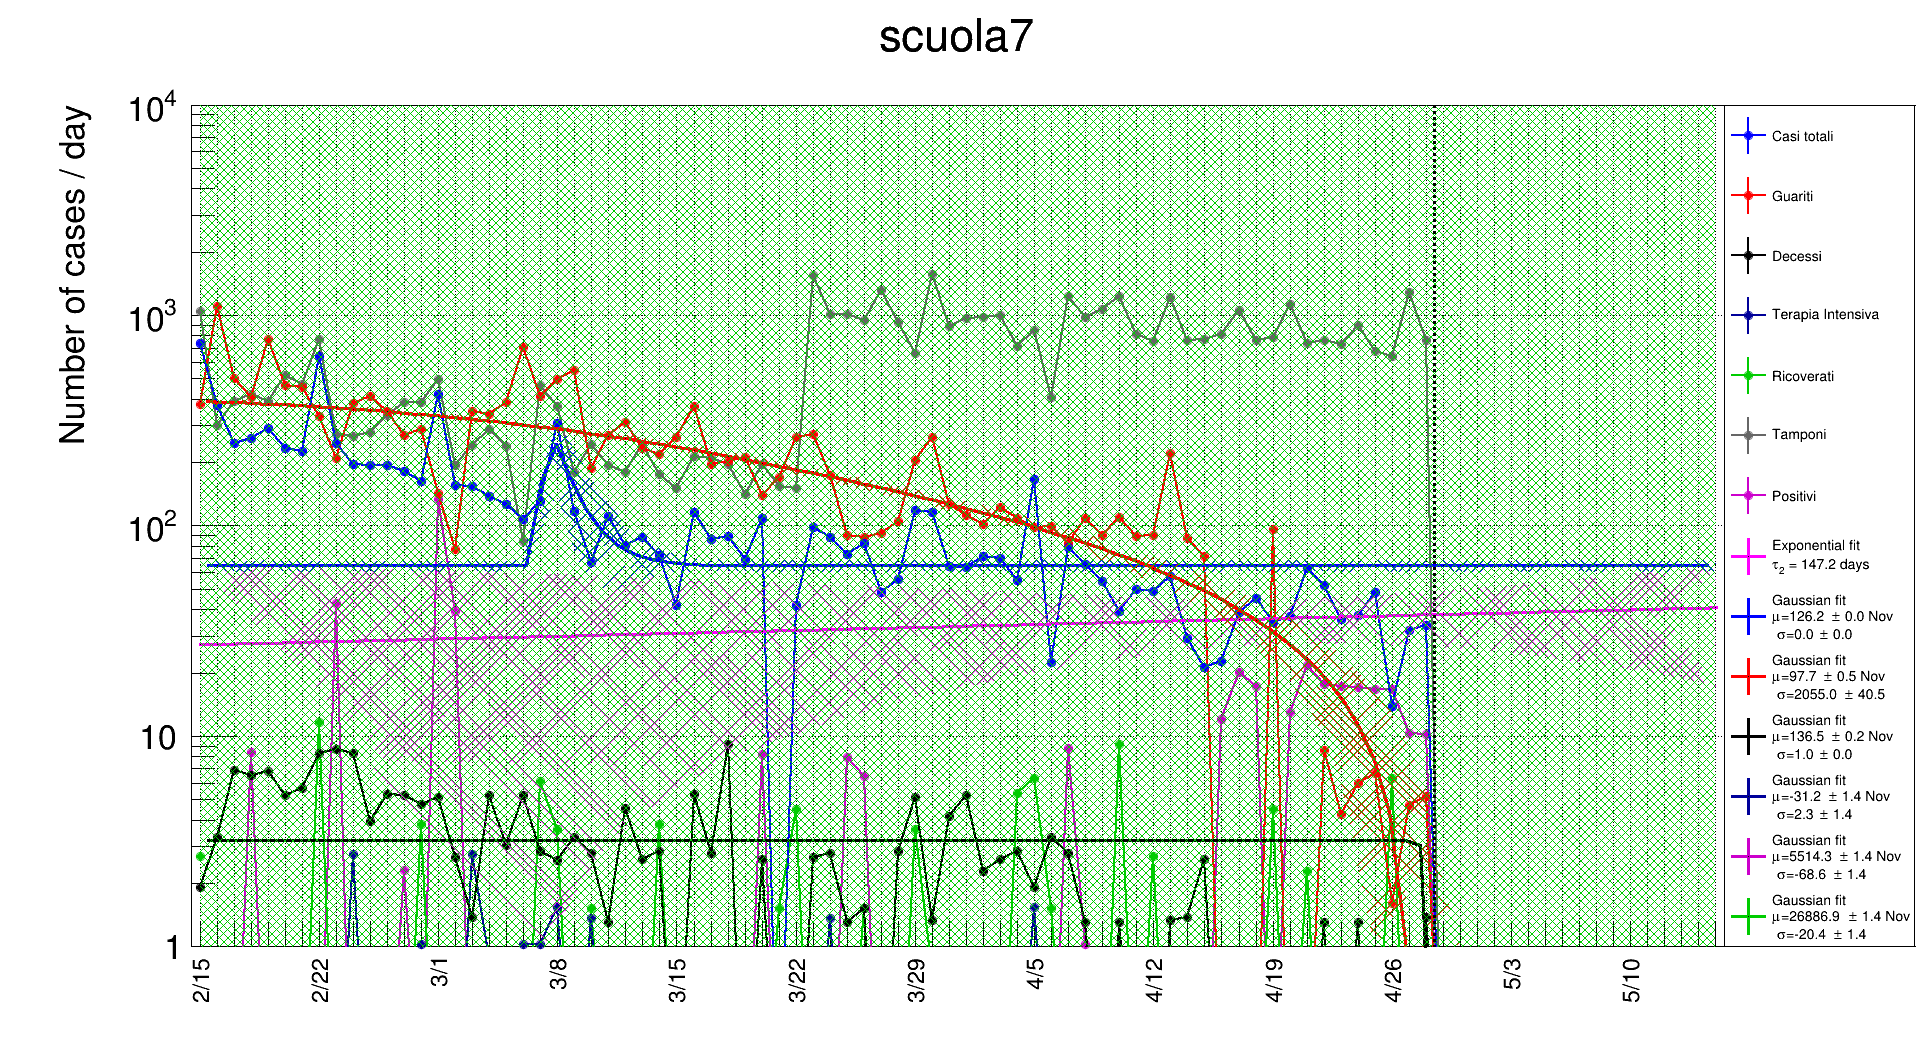 scuola7
Number of cases / day
10⁴
10³
10²
10
1
2/15
2/22
3/1
3/8
3/15
3/22
3/29
4/5
4/12
4/19
4/26
5/3
5/10
Casi totali
Guariti
Decessi
Terapia Intensiva
Ricoverati
Tamponi
Positivi
Exponential fit
τ₂ = 147.2 days
Gaussian fit
μ=126.2 ± 0.0 Nov
σ=0.0 ± 0.0
Gaussian fit
μ=97.7 ± 0.5 Nov
σ=2055.0 ± 40.5
Gaussian fit
μ=136.5 ± 0.2 Nov
σ=1.0 ± 0.0
Gaussian fit
μ=-31.2 ± 1.4 Nov
σ=2.3 ± 1.4
Gaussian fit
μ=5514.3 ± 1.4 Nov
σ=-68.6 ± 1.4
Gaussian fit
μ=26886.9 ± 1.4 Nov
σ=-20.4 ± 1.4